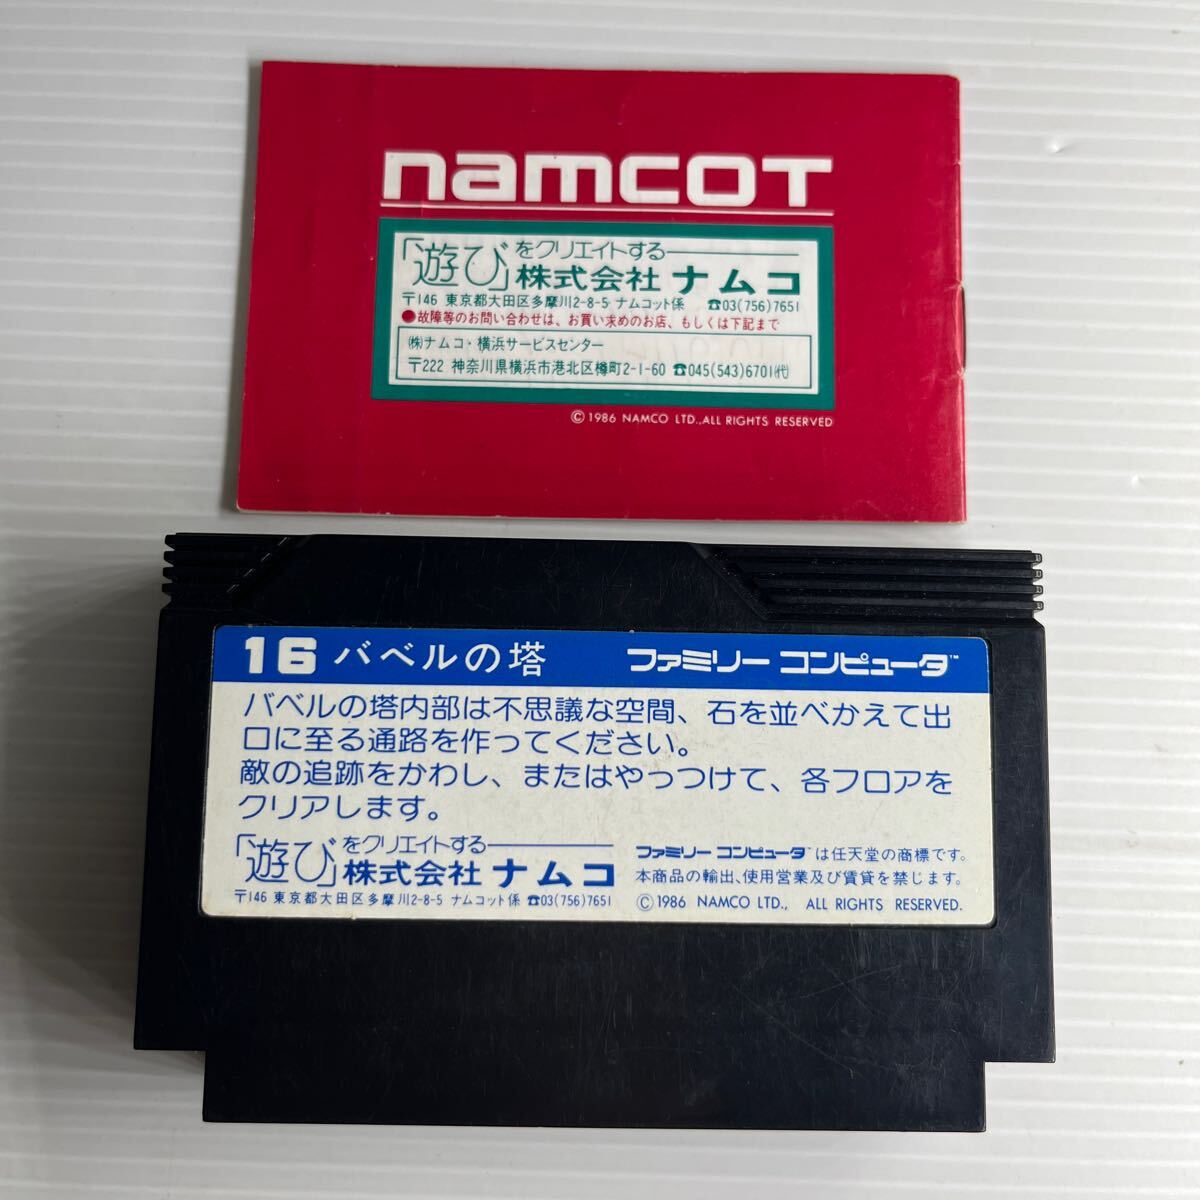 namcoT
「遊び」をクリエイトする
株式会社 ナムコ
〒146 東京都大田区多摩川2-8-5 ナムコット係 ☎03(756)7651
●故障等のお問い合わせは、お買い求めのお店、もしくは下記まで
㈱ナムコ・横浜サービスセンター
〒222 神奈川県横浜市港北区樽町2-1-60 ☎045(543)6701㈹
©1986 NAMCO LTD.,ALL RIGHTS RESERVED
16 バベルの塔 ファミリー コンピュータ™
バベルの塔内部は不思議な空間、石を並べかえて出
口に至る通路を作ってください。
敵の追跡をかわし、またはやっつけて、各フロアを
クリアします。
「遊び」をクリエイトする
株式会社 ナムコ
〒146 東京都大田区多摩川2-8-5 ナムコット係 ☎03(756)7651
ファミリー コンピュータ™は任天堂の商標です。
本商品の輸出、使用営業及び賃貸を禁じます。
©1986 NAMCO LTD., ALL RIGHTS RESERVED.